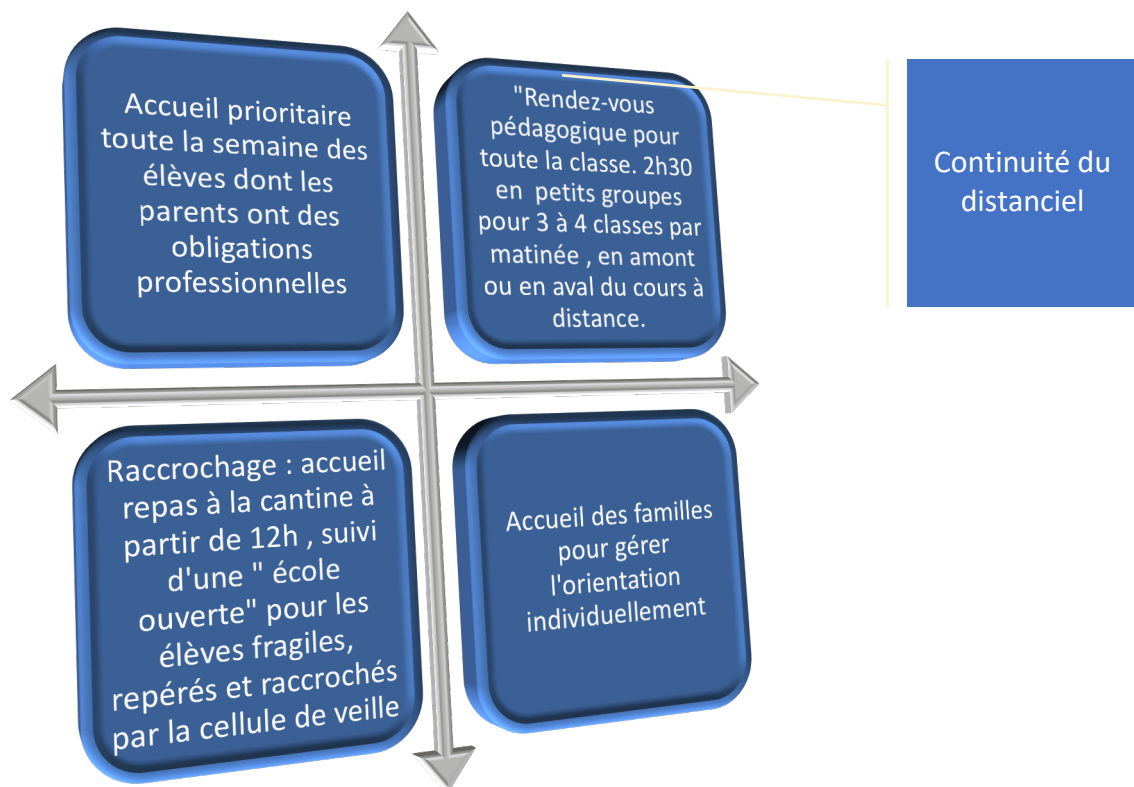 Accueil prioritaire
toute la semaine des
élèves dont les
parents ont des
obligations
professionnelles
"Rendez-vous
pédagogique pour
toute la classe. 2h30
en petits groupes
pour 3 à 4 classes par
matinée , en amont
ou en aval du cours à
distance.
Continuité du
distanciel
Raccrochage : accueil
repas à la cantine à
partir de 12h , suivi
d'une " école
ouverte" pour les
élèves fragiles,
repérés et raccrochés
par la cellule de veille
Accueil des familles
pour gérer
l'orientation
individuellement